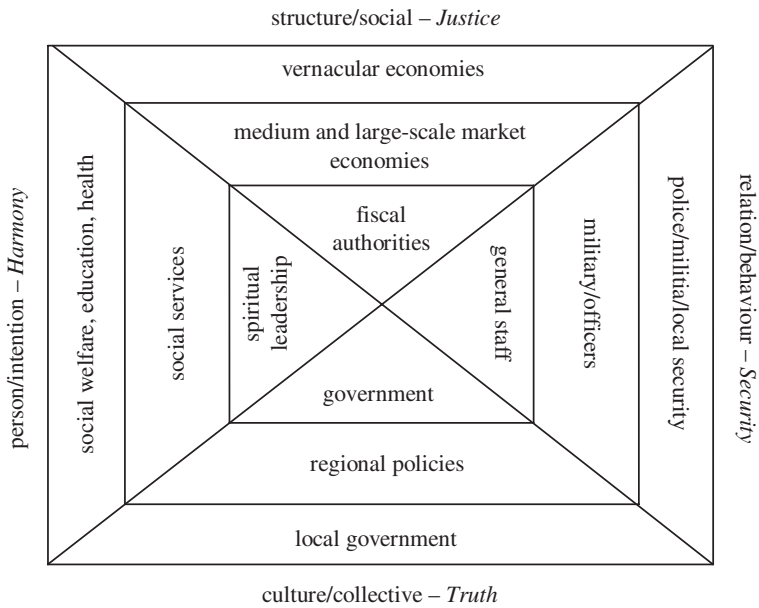 structure/social – Justice
vernacular economies
medium and large-scale market
economies
fiscal
authorities
person/intention – Harmony
social welfare, education, health
social services
spiritual
leadership
general staff
military/officers
police/militia/local security
relation/behaviour – Security
government
regional policies
local government
culture/collective – Truth